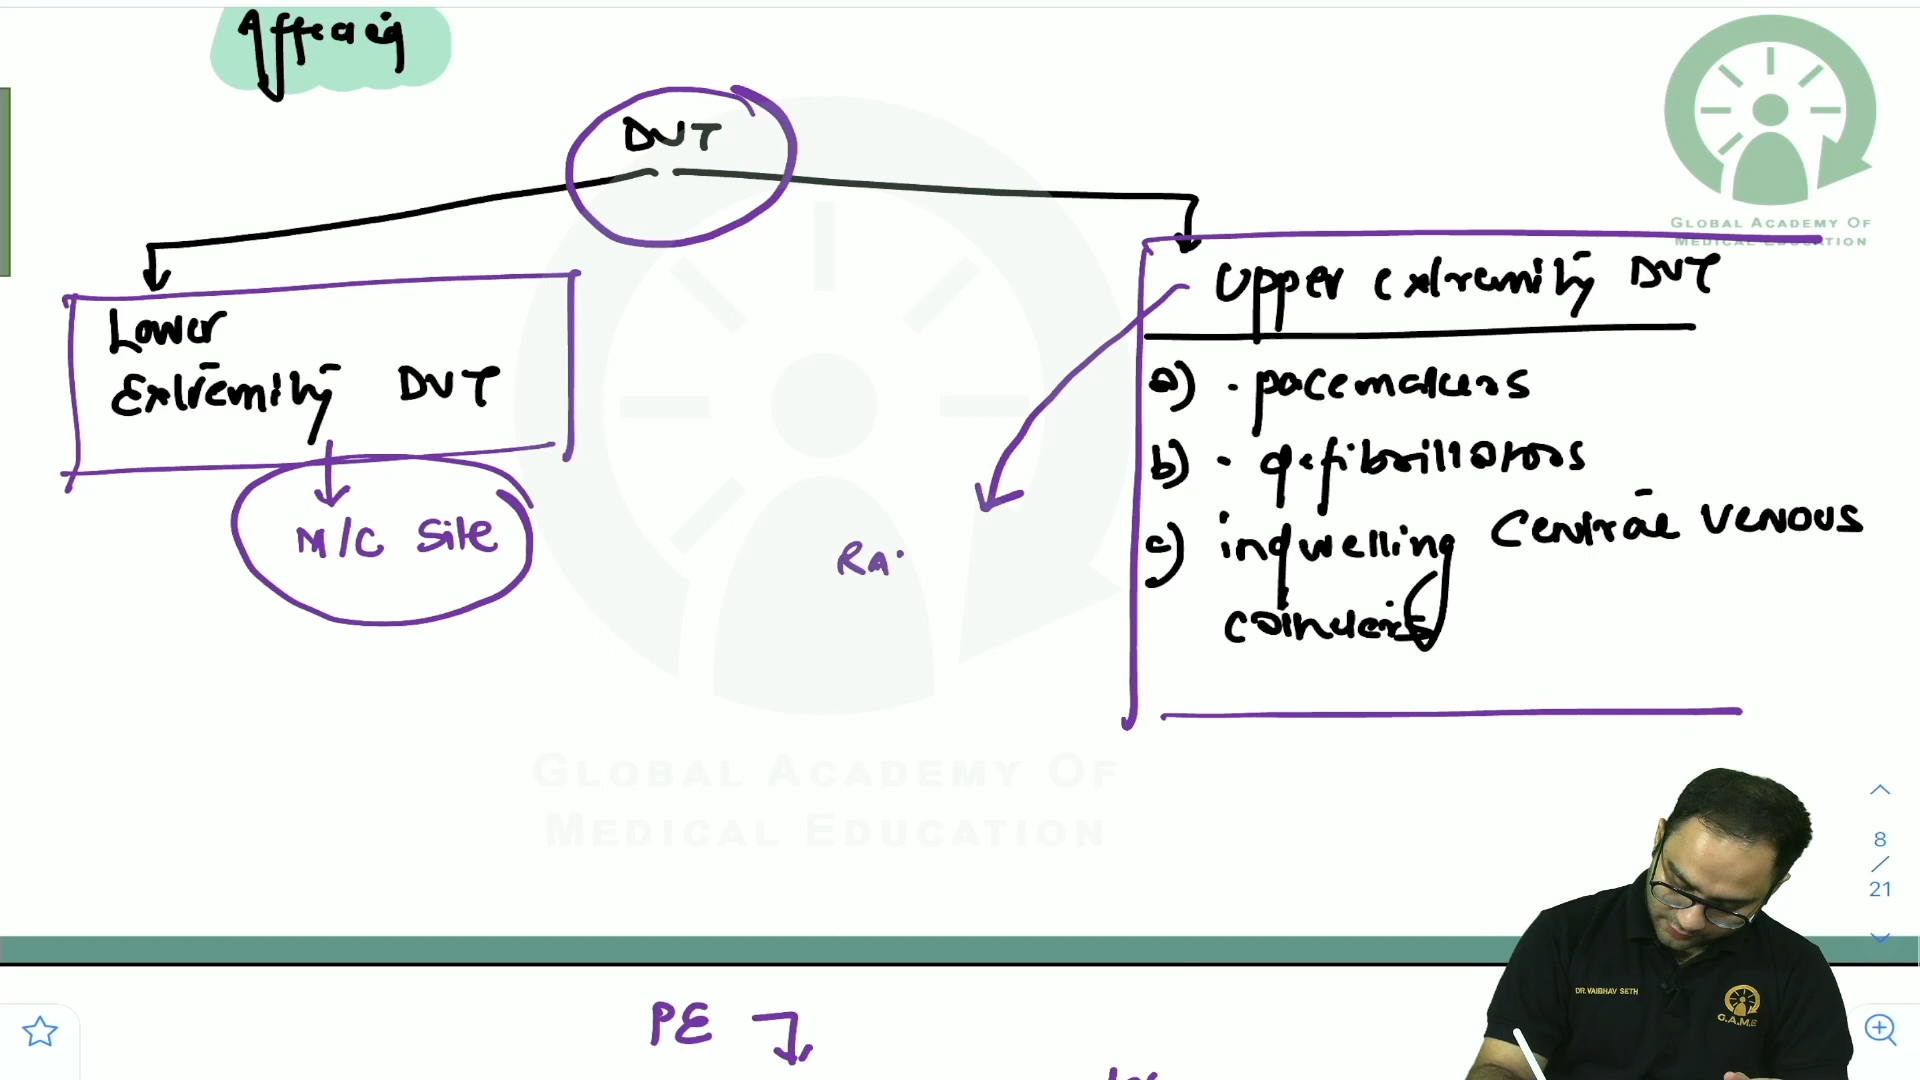 Affecting
DVT
GLOBAL ACADEMY OF
MEDICAL EDUCATION
Upper extremity DVT
Lower
Extremity DVT
a) · pacemakers
b) · defibrillators
M/C Site
c) indwelling Central venous
RA
GLOBAL ACADEMY OF
MEDICAL EDUCATION
8
/
21
DR. VAIBHAV SETH
G.A.M.E
PE